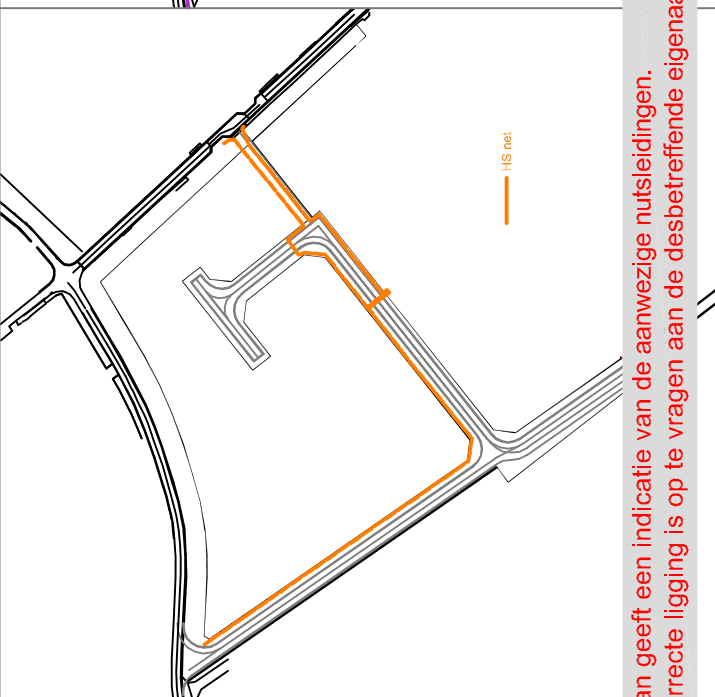 HS net
an geeft een indicatie van de aanwezige nutsleidingen.
rrecte ligging is op te vragen aan de desbetreffende eigenaa